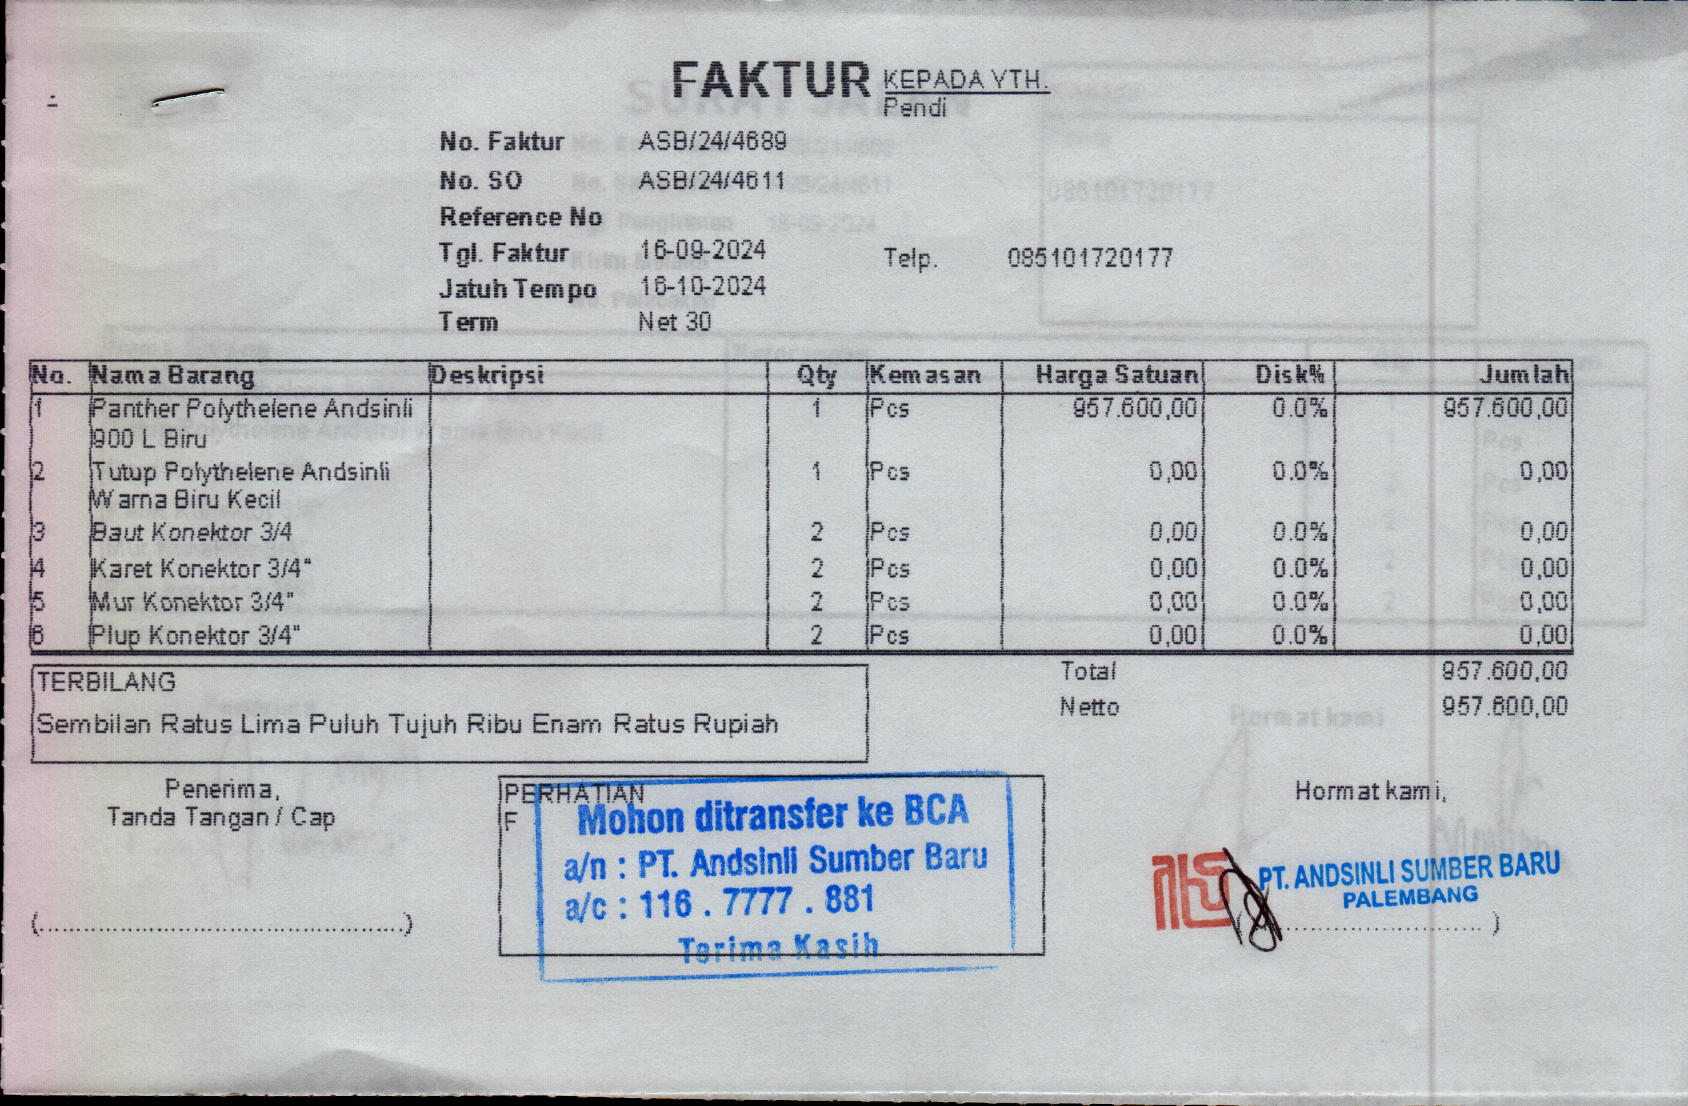 FAKTUR
KEPADA YTH.
Pendi
No. Faktur ASB/24/4689
No. SO ASB/24/4611
Reference No
Tgl. Faktur 16-09-2024
Telp. 085101720177
Jatuh Tempo 16-10-2024
Term Net 30
No. Nama Barang Deskripsi Qty Kemasan Harga Satuan Disk% Jumlah
1 Panther Polythelene Andsinli 1 Pcs 957.600,00 0.0% 957.600,00
900 L Biru
2 Tutup Polythelene Andsinli 1 Pcs 0,00 0.0% 0,00
Warna Biru Kecil
3 Baut Konektor 3/4 2 Pcs 0,00 0.0% 0,00
4 Karet Konektor 3/4" 2 Pcs 0,00 0.0% 0,00
5 Mur Konektor 3/4" 2 Pcs 0,00 0.0% 0,00
6 Plup Konektor 3/4" 2 Pcs 0,00 0.0% 0,00
Total 957.600,00
Netto 957.600,00
TERBILANG
Sembilan Ratus Lima Puluh Tujuh Ribu Enam Ratus Rupiah
Penerima,
Tanda Tangan / Cap
(..............................................)
PERHATIAN
F
Mohon ditransfer ke BCA
a/n : PT. Andsinli Sumber Baru
a/c : 116 . 7777 . 881
Terima Kasih
Hormat kami,
PT. ANDSINLI SUMBER BARU
PALEMBANG
(..............................)